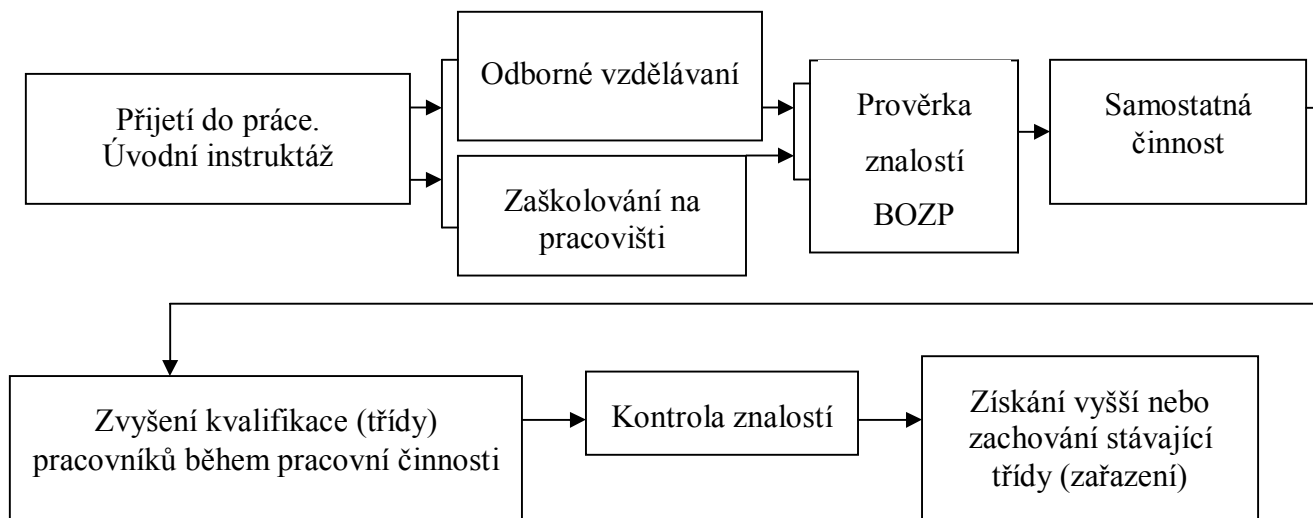 Přijetí do práce.
Úvodní instruktáž
Odborné vzdělávaní
Zaškolování na
pracovišti
Prověrka
znalostí
BOZP
Samostatná
činnost
Zvyšení kvalifikace (třídy)
pracovníků během pracovní činnosti
Kontrola znalostí
Získání vyšší nebo
zachování stávající
třídy (zařazení)